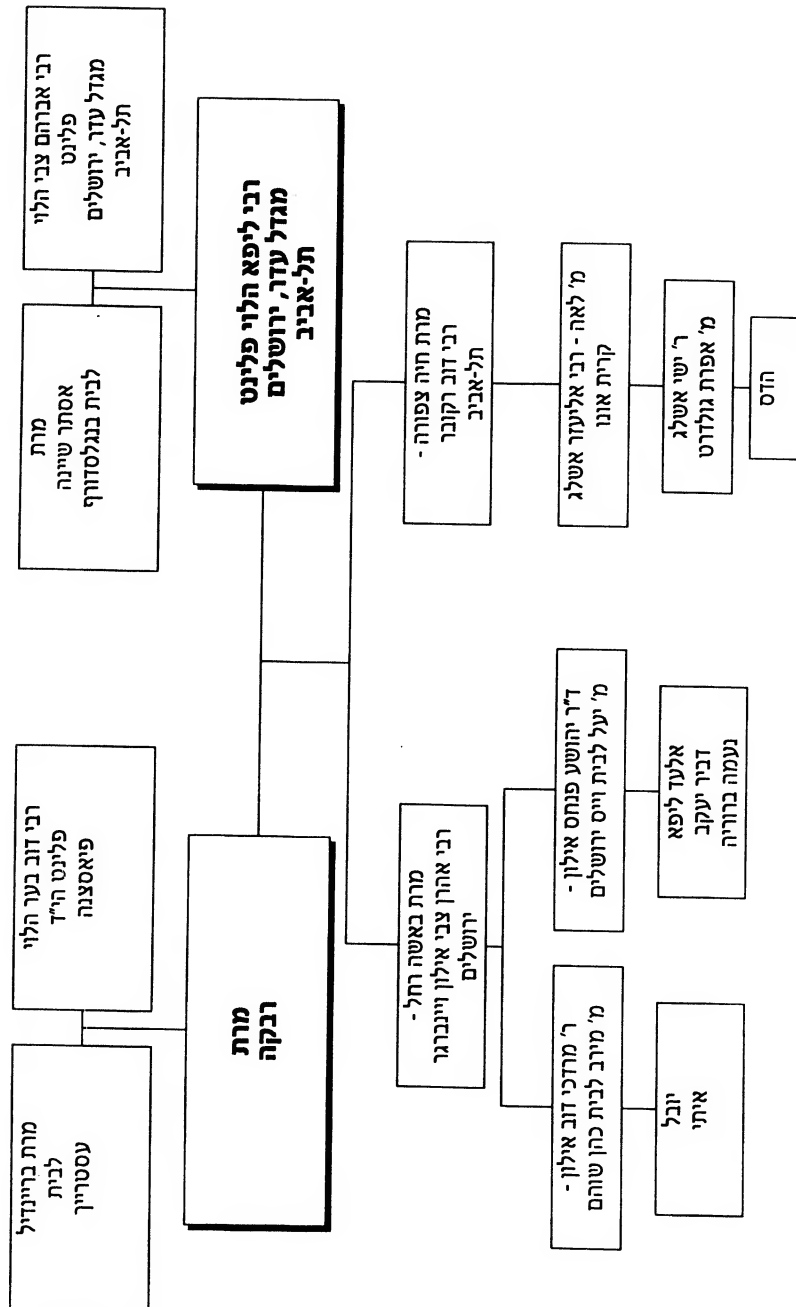 רבי אברהם צבי הלוי
פלינט
מגדל עדר, ירושלים
תל-אביב
מרת
אסתר שיינה
לבית בנגלסדורף
רבי דוב בער הלוי
פלינט הי"ד
פיאסצנה
מרת בריינדיל
לבית
עסטרייך
רבי ליפא הלוי פלינט
מגדל עדר, ירושלים
תל-אביב
מרת
רבקה
מרת חיה צפורה -
רבי דוב רקובר
תל-אביב
מרת באשה רחל -
רבי אהרן צבי אילון ויינברגר
ירושלים
מ' לאה - רבי אליעזר אשלג
קרית אונו
ד"ר יהושע פנחס אילון -
מ' יעל לבית וייס ירושלים
ר' מרדכי דוב אילון -
מ' מירב לבית כהן שוהם
ר' ישי אשלג
מ' אפרת גולדרט
אלעד ליפא
דביר יעקב
נעמה ברוריה
יובל
איתי
הדס